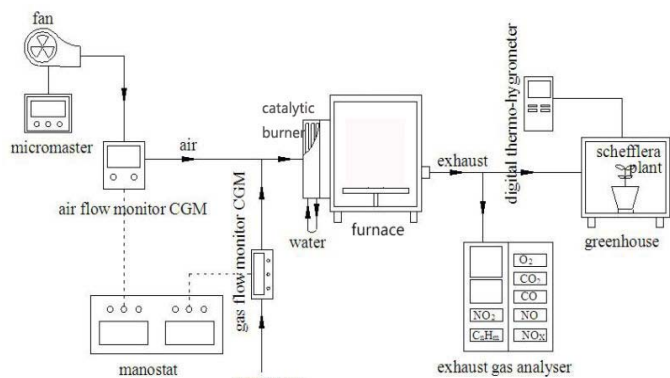 fan
micromaster
air
air flow monitor CGM
manostat
gas flow monitor CGM
catalytic
burner
water
furnace
exhaust
digital thermo-hygrometer
schefflera
plant
greenhouse
O₂
CO₂
CO
NO₂
NO
CₙHₘ
NOX
exhaust gas analyser